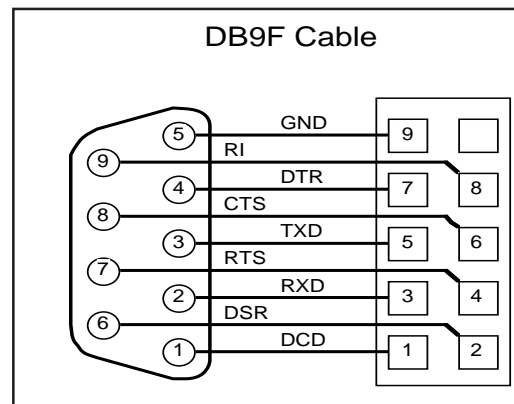 DB9F Cable
5 GND 9
9 RI 8
4 DTR 7
8 CTS 6
3 TXD 5
7 RTS 4
2 RXD 3
6 DSR 2
1 DCD 1